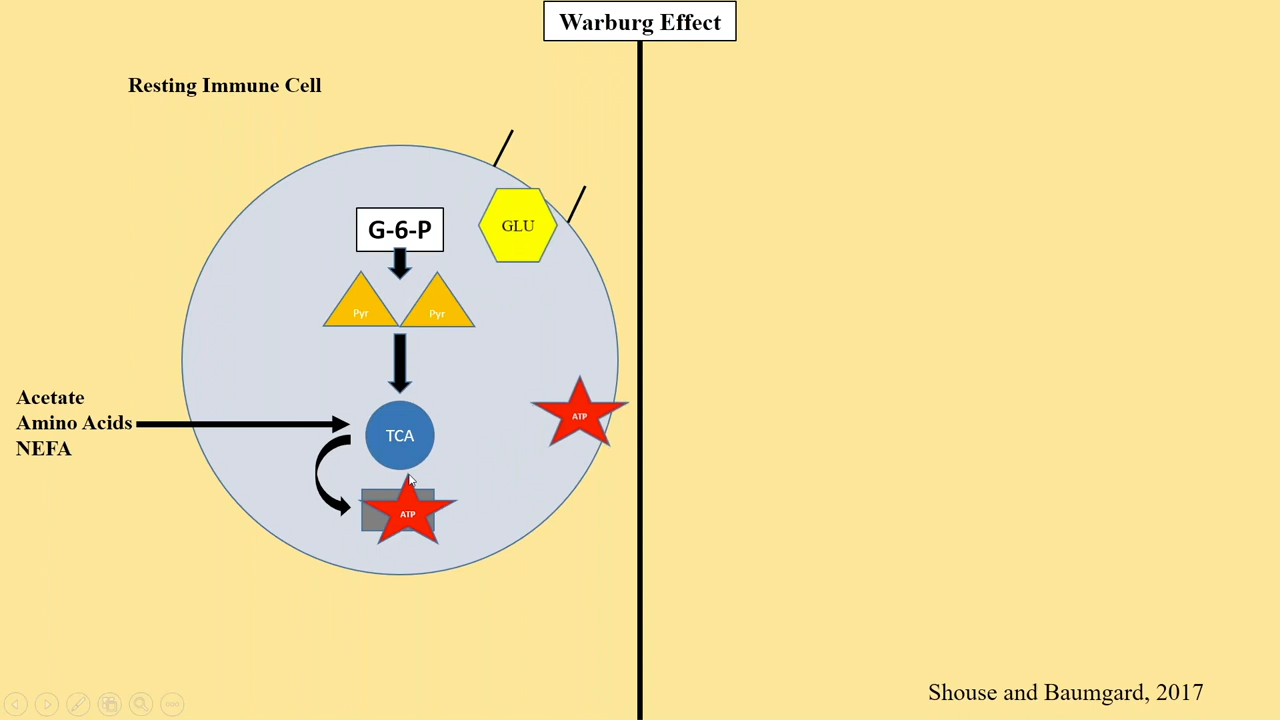 Warburg Effect
Resting Immune Cell
G-6-P
GLU
Pyr
Pyr
Acetate
Amino Acids
NEFA
TCA
ATP
ATP
Shouse and Baumgard, 2017